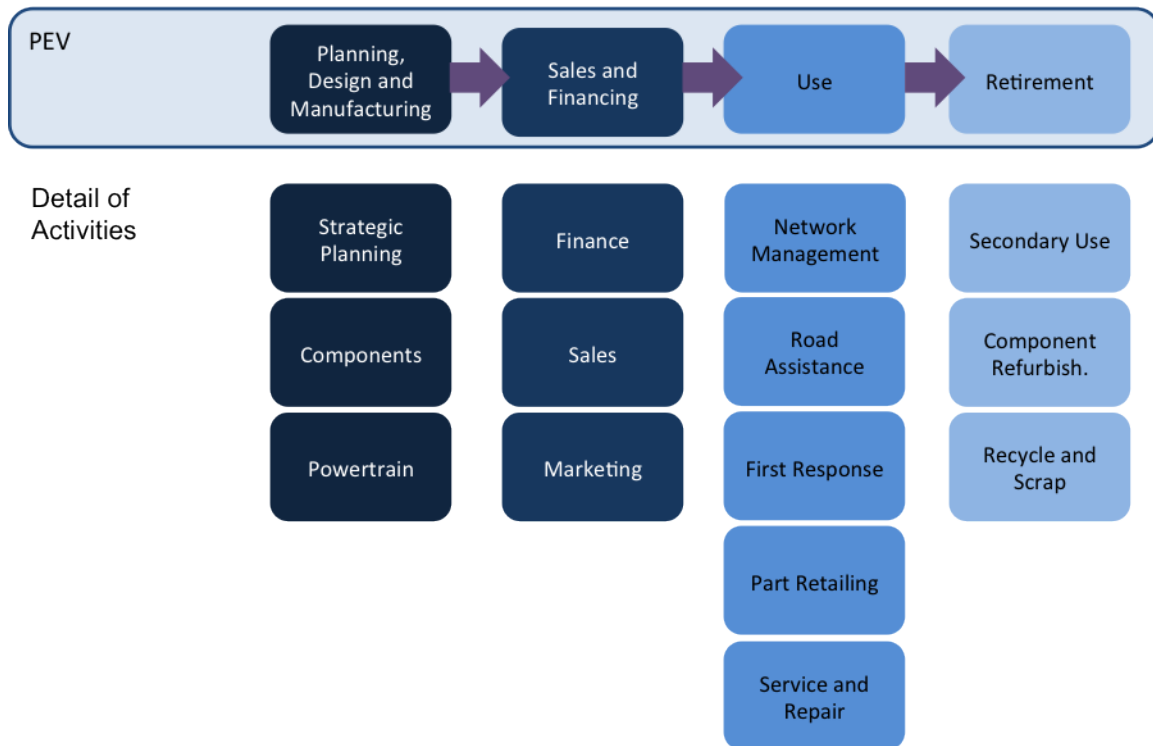 PEV
Planning,
Design and
Manufacturing
Sales and
Financing
Use
Retirement
Detail of
Activities
Strategic
Planning
Components
Powertrain
Finance
Sales
Marketing
Network
Management
Road
Assistance
First Response
Part Retailing
Service and
Repair
Secondary Use
Component
Refurbish.
Recycle and
Scrap